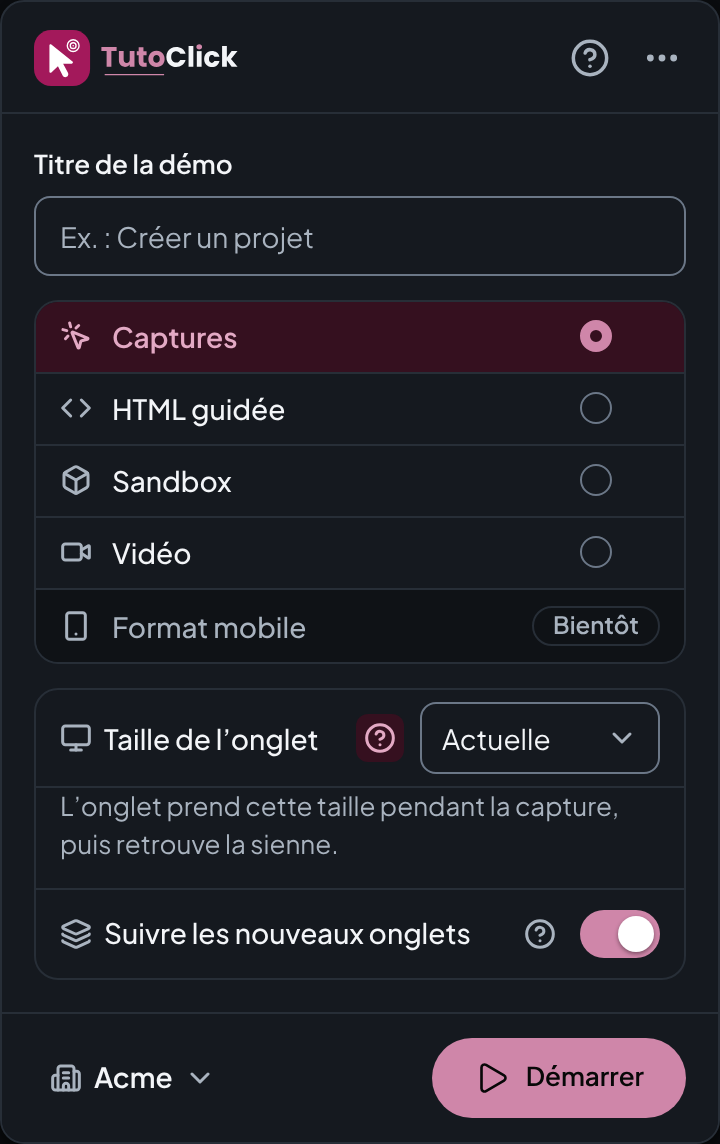 TutoClick
Titre de la démo
Ex. : Créer un projet
Captures
HTML guidée
Sandbox
Vidéo
Format mobile Bientôt
Taille de l’onglet Actuelle
L’onglet prend cette taille pendant la capture,
puis retrouve la sienne.
Suivre les nouveaux onglets
Acme Démarrer